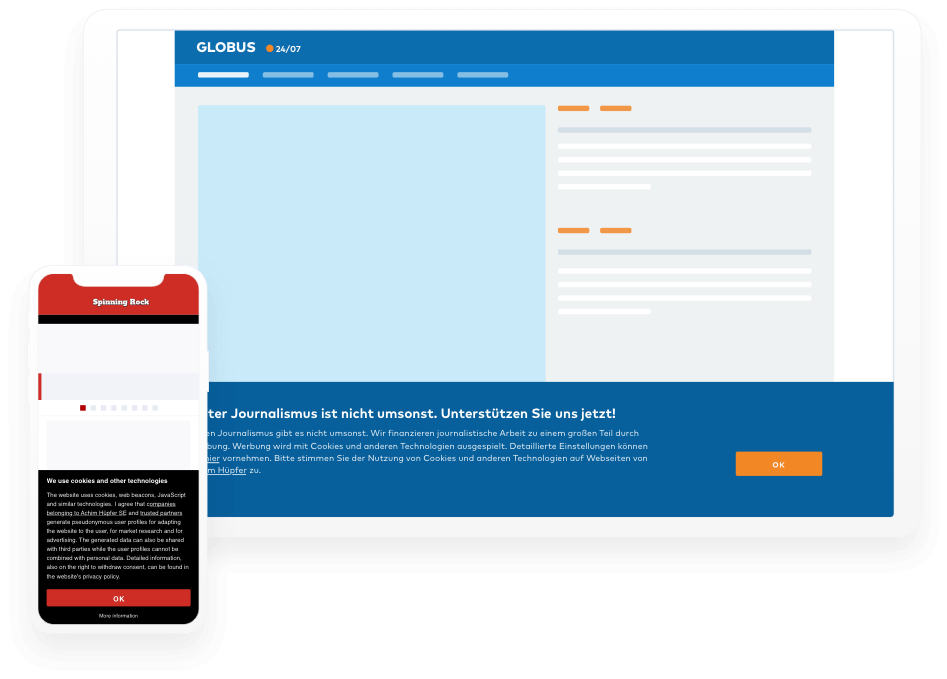 GLOBUS 24/07
ter Journalismus ist nicht umsonst. Unterstützen Sie uns jetzt!
en Journalismus gibt es nicht umsonst. Wir finanzieren journalistische Arbeit zu einem großen Teil durch
bung. Werbung wird mit Cookies und anderen Technologien ausgespielt. Detaillierte Einstellungen können
hier vornehmen. Bitte stimmen Sie der Nutzung von Cookies und anderen Technologien auf Webseiten von
m Hüpfer zu.
OK
Spinning Rock
We use cookies and other technologies
The website uses cookies, web beacons, JavaScript
and similar technologies. I agree that companies
belonging to Achim Hüpfer SE and trusted partners
generate pseudonymous user profiles for adapting
the website to the user, for market research and for
advertising. The generated data can also be shared
with third parties while the user profiles cannot be
combined with personal data. Detailed information,
also on the right to withdraw consent, can be found in
the website's privacy policy.
OK
More information